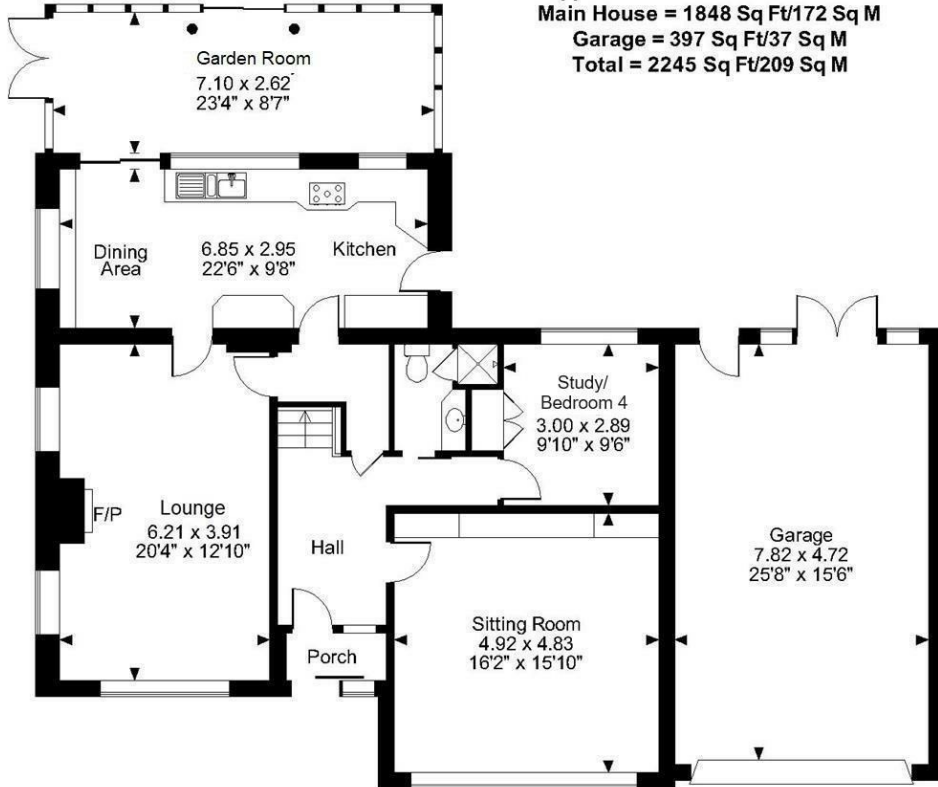 Main House = 1848 Sq Ft/172 Sq M
Garage = 397 Sq Ft/37 Sq M
Total = 2245 Sq Ft/209 Sq M
Garden Room
7.10 x 2.62
23'4" x 8'7"
Dining
Area
6.85 x 2.95
22'6" x 9'8"
Kitchen
Study/
Bedroom 4
3.00 x 2.89
9'10" x 9'6"
F/P
Lounge
6.21 x 3.91
20'4" x 12'10"
Hall
Garage
7.82 x 4.72
25'8" x 15'6"
Sitting Room
4.92 x 4.83
16'2" x 15'10"
Porch